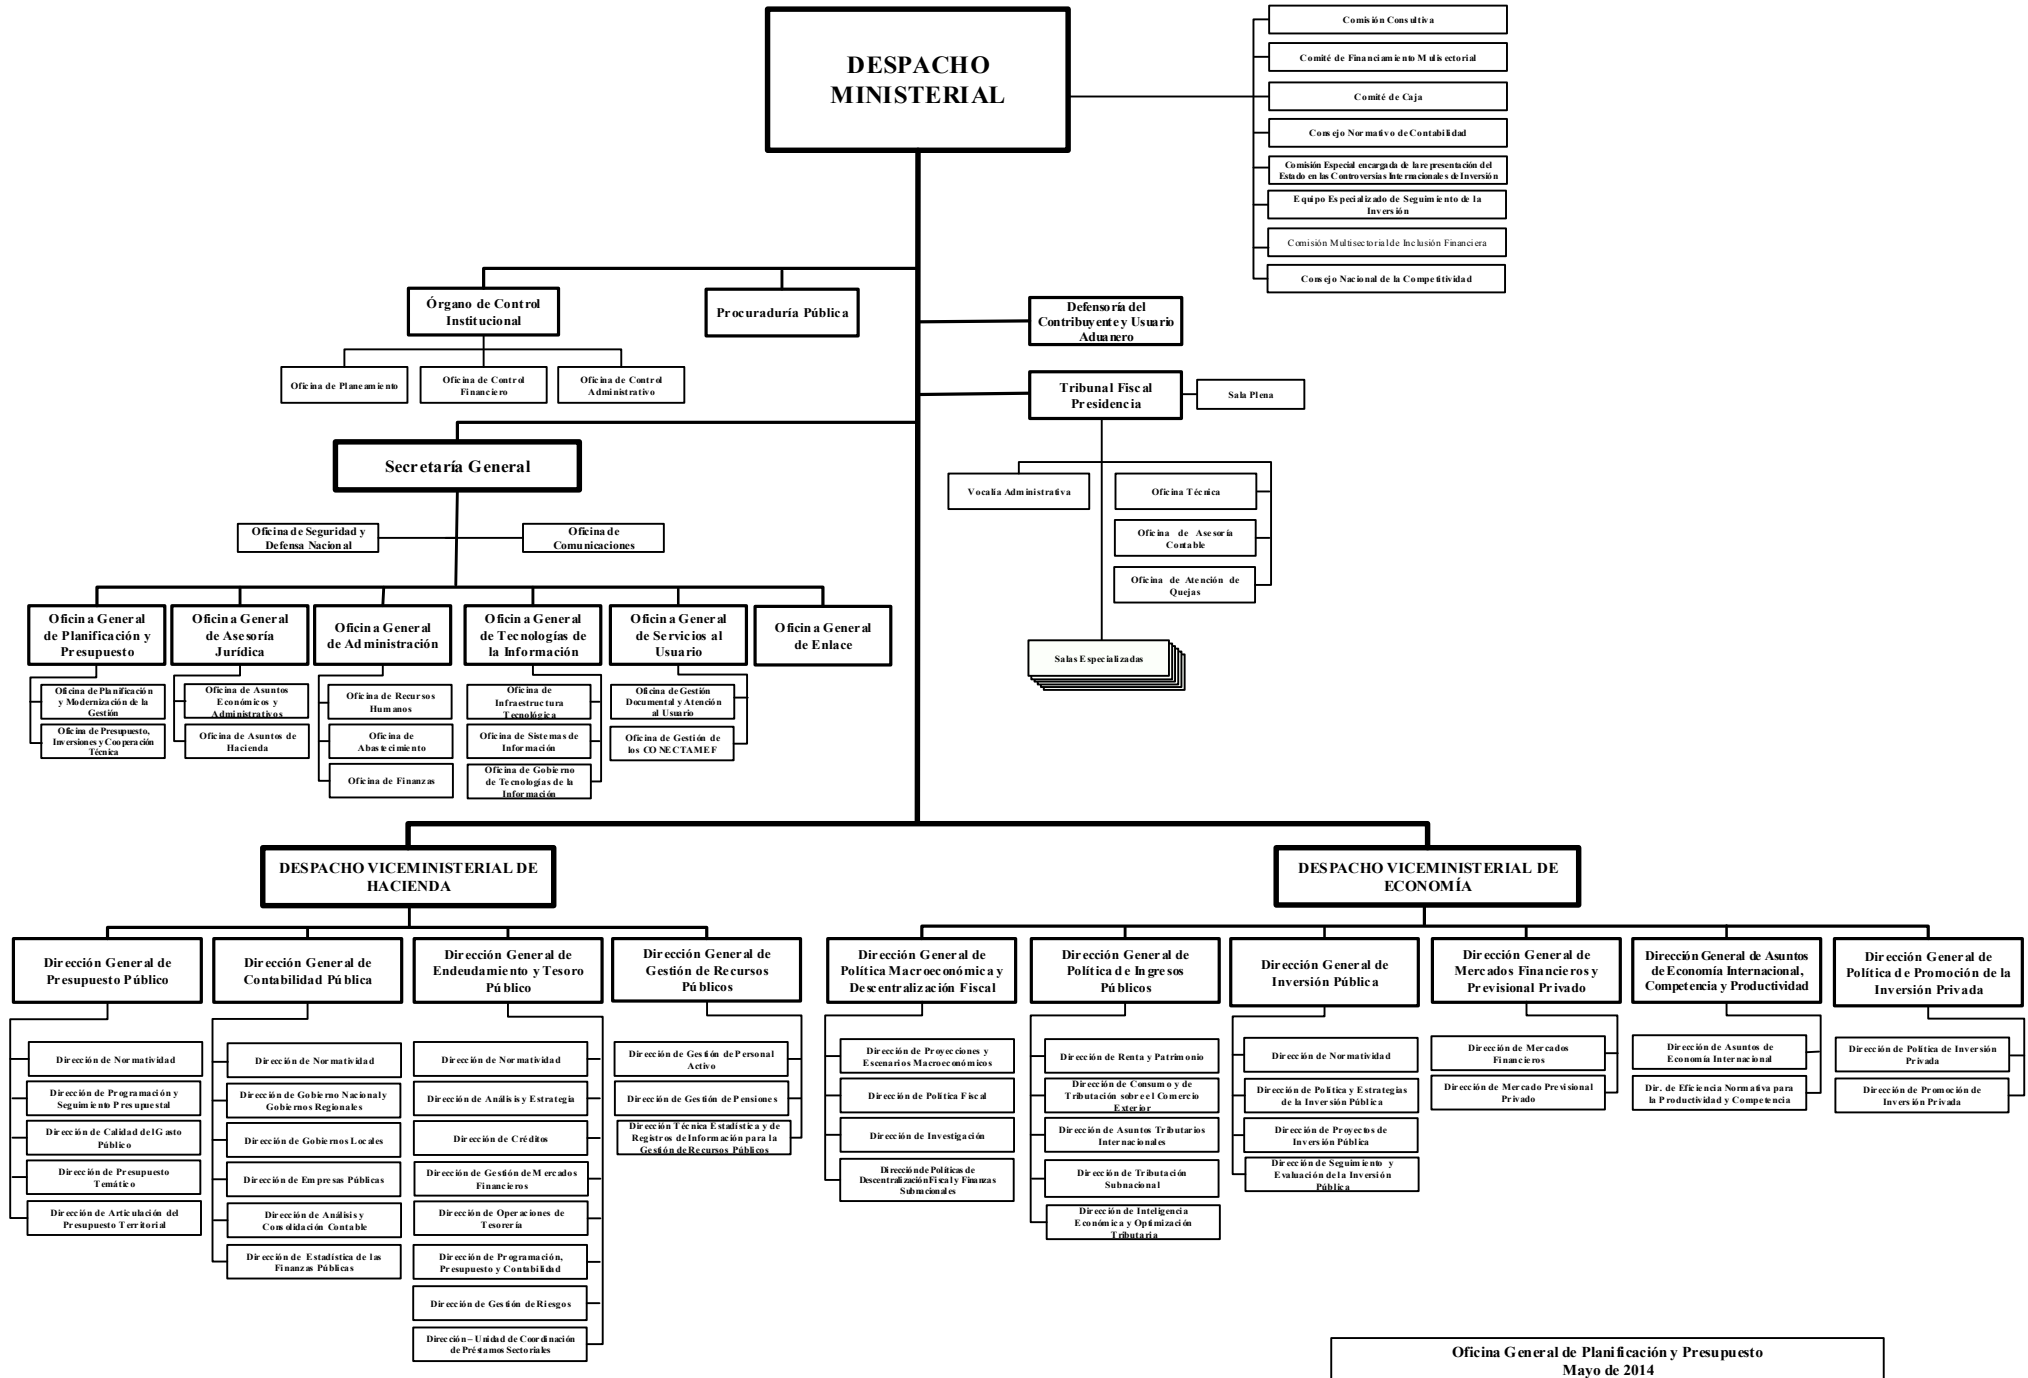 DESPACHO
MINISTERIAL
Comisión Consultiva
Comité de Financiamiento Mulisectorial
Comité de Caja
Consejo Normativo de Contabilidad
Comisión Especial encargada de la representación del
Estado en las Controversias Internacionales de Inversión
Equipo Especializado de Seguimiento de la
Inversión
Comisión Multisectorial de Inclusión Financiera
Consejo Nacional de la Competitividad
Órgano de Control
Institucional
Procuraduría Pública
Defensoría del
Contribuyente y Usuario
Aduanero
Oficina de Planeamiento
Oficina de Control
Financiero
Oficina de Control
Administrativo
Tribunal Fiscal
Presidencia
Sala Plena
Secretaría General
Vocalía Administrativa
Oficina Técnica
Oficina de Asesoría
Contable
Oficina de Atención de
Quejas
Salas Especializadas
Oficina de Seguridad y
Defensa Nacional
Oficina de
Comunicaciones
Oficina General
de Planificación y
Presupuesto
Oficina General
de Asesoría
Jurídica
Oficina General
de Administración
Oficina General
de Tecnologías de
la Información
Oficina General
de Servicios al
Usuario
Oficina General
de Enlace
Oficina de Planificación
y Modernización de la
Gestión
Oficina de Presupuesto,
Inversiones y Cooperación
Técnica
Oficina de Asuntos
Económicos y
Administrativos
Oficina de Asuntos de
Hacienda
Oficina de Recursos
Humanos
Oficina de
Abastecimiento
Oficina de Finanzas
Oficina de
Infraestructura
Tecnológica
Oficina de Sistemas de
Información
Oficina de Gobierno
de Tecnologías de la
Información
Oficina de Gestión
Documental y Atención
al Usuario
Oficina de Gestión de
los CONECTAMEF
DESPACHO VICEMINISTERIAL DE
HACIENDA
DESPACHO VICEMINISTERIAL DE
ECONOMÍA
Dirección General de
Presupuesto Público
Dirección General de
Contabilidad Pública
Dirección General de
Endeudamiento y Tesoro
Público
Dirección General de
Gestión de Recursos
Públicos
Dirección General de
Política Macroeconómica y
Descentralización Fiscal
Dirección General de
Política de Ingresos
Públicos
Dirección General de
Inversión Pública
Dirección General de
Mercados Financieros y
Previsional Privado
Dirección General de Asuntos
de Economía Internacional,
Competencia y Productividad
Dirección General de
Política de Promoción de la
Inversión Privada
Dirección de Normatividad
Dirección de Programación y
Seguimiento Presupuestal
Dirección de Calidad del Gasto
Público
Dirección de Presupuesto
Temático
Dirección de Articulación del
Presupuesto Territorial
Dirección de Normatividad
Dirección de Gobierno Nacional y
Gobiernos Regionales
Dirección de Gobiernos Locales
Dirección de Empresas Públicas
Dirección de Análisis y
Consolidación Contable
Dirección de Estadística de las
Finanzas Públicas
Dirección de Normatividad
Dirección de Análisis y Estrategia
Dirección de Créditos
Dirección de Gestión de Mercados
Financieros
Dirección de Operaciones de
Tesorería
Dirección de Programación,
Presupuesto y Contabilidad
Dirección de Gestión de Riesgos
Dirección – Unidad de Coordinación
de Préstamos Sectoriales
Dirección de Gestión de Personal
Activo
Dirección de Gestión de Pensiones
Dirección Técnica Estadística y de
Registros de Información para la
Gestión de Recursos Públicos
Dirección de Proyecciones y
Escenarios Macroeconómicos
Dirección de Política Fiscal
Dirección de Investigación
Dirección de Políticas de
Descentralización Fiscal y Finanzas
Subnacionales
Dirección de Renta y Patrimonio
Dirección de Consumo y de
Tributación sobre el Comercio
Exterior
Dirección de Asuntos Tributarios
Internacionales
Dirección de Tributación
Subnacional
Dirección de Inteligencia
Económica y Optimización
Tributaria
Dirección de Normatividad
Dirección de Política y Estrategias
de la Inversión Pública
Dirección de Proyectos de
Inversión Pública
Dirección de Seguimiento y
Evaluación de la Inversión
Pública
Dirección de Mercados
Financieros
Dirección de Mercado Previsional
Privado
Dirección de Asuntos de
Economía Internacional
Dir. de Eficiencia Normativa para
la Productividad y Competencia
Dirección de Política de Inversión
Privada
Dirección de Promoción de
Inversión Privada
Oficina General de Planificación y Presupuesto
Mayo de 2014